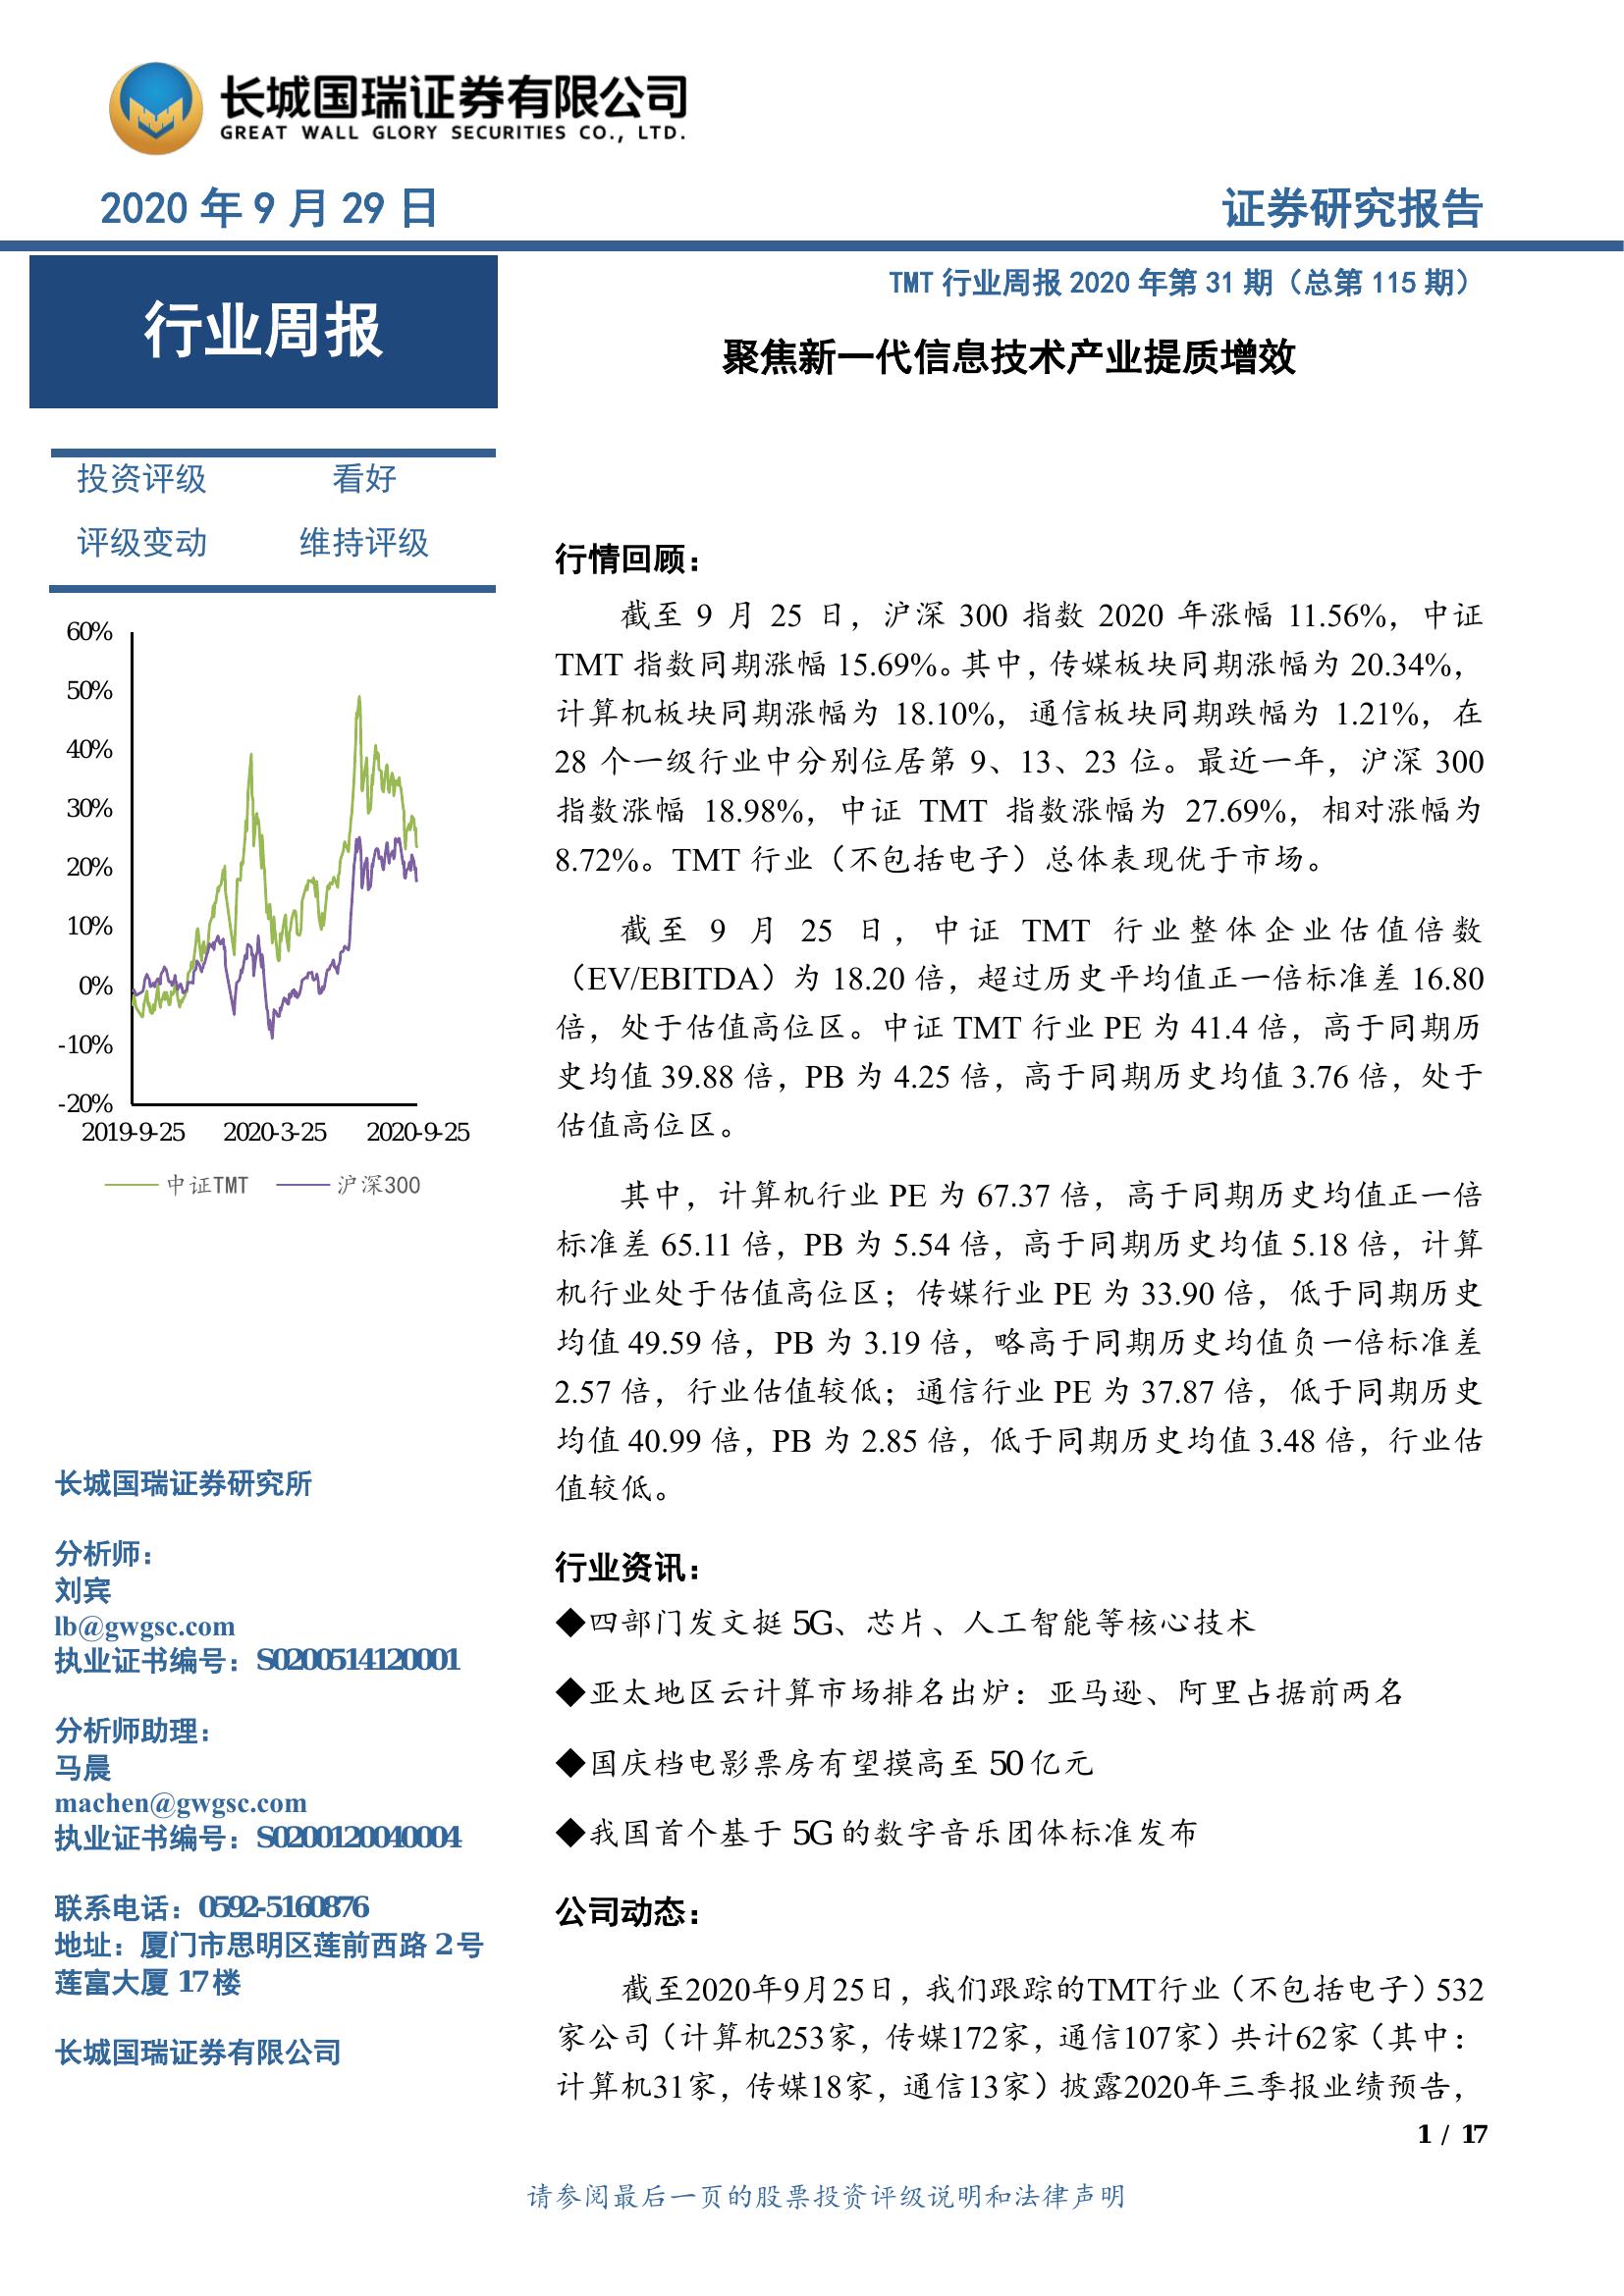 长城国瑞证券有限公司
GREAT WALL GLORY SECURITIES CO., LTD.
2020 年 9 月 29 日
证券研究报告
行业周报
TMT 行业周报 2020 年第 31 期（总第 115 期）
聚焦新一代信息技术产业提质增效
投资评级 看好
评级变动 维持评级
60%
50%
40%
30%
20%
10%
0%
-10%
-20%
2019-9-25 2020-3-25 2020-9-25
中证TMT 沪深300
长城国瑞证券研究所
分析师：
刘宾
lb@gwgsc.com
执业证书编号：S0200514120001
分析师助理：
马晨
machen@gwgsc.com
执业证书编号：S0200120040004
联系电话：0592-5160876
地址：厦门市思明区莲前西路 2 号
莲富大厦 17 楼
长城国瑞证券有限公司
行情回顾：
截至 9 月 25 日，沪深 300 指数 2020 年涨幅 11.56%，中证
TMT 指数同期涨幅 15.69%。其中，传媒板块同期涨幅为 20.34%，
计算机板块同期涨幅为 18.10%，通信板块同期跌幅为 1.21%，在
28 个一级行业中分别位居第 9、13、23 位。最近一年，沪深 300
指数涨幅 18.98%，中证 TMT 指数涨幅为 27.69%，相对涨幅为
8.72%。TMT 行业（不包括电子）总体表现优于市场。
截至 9 月 25 日，中证 TMT 行业整体企业估值倍数
（EV/EBITDA）为 18.20 倍，超过历史平均值正一倍标准差 16.80
倍，处于估值高位区。中证 TMT 行业 PE 为 41.4 倍，高于同期历
史均值 39.88 倍，PB 为 4.25 倍，高于同期历史均值 3.76 倍，处于
估值高位区。
其中，计算机行业 PE 为 67.37 倍，高于同期历史均值正一倍
标准差 65.11 倍，PB 为 5.54 倍，高于同期历史均值 5.18 倍，计算
机行业处于估值高位区；传媒行业 PE 为 33.90 倍，低于同期历史
均值 49.59 倍，PB 为 3.19 倍，略高于同期历史均值负一倍标准差
2.57 倍，行业估值较低；通信行业 PE 为 37.87 倍，低于同期历史
均值 40.99 倍，PB 为 2.85 倍，低于同期历史均值 3.48 倍，行业估
值较低。
行业资讯：
◆四部门发文挺 5G、芯片、人工智能等核心技术
◆亚太地区云计算市场排名出炉：亚马逊、阿里占据前两名
◆国庆档电影票房有望摸高至 50 亿元
◆我国首个基于 5G 的数字音乐团体标准发布
公司动态：
截至2020年9月25日，我们跟踪的TMT行业（不包括电子）532
家公司（计算机253家，传媒172家，通信107家）共计62家（其中：
计算机31家，传媒18家，通信13家）披露2020年三季报业绩预告，
1 / 17
请参阅最后一页的股票投资评级说明和法律声明